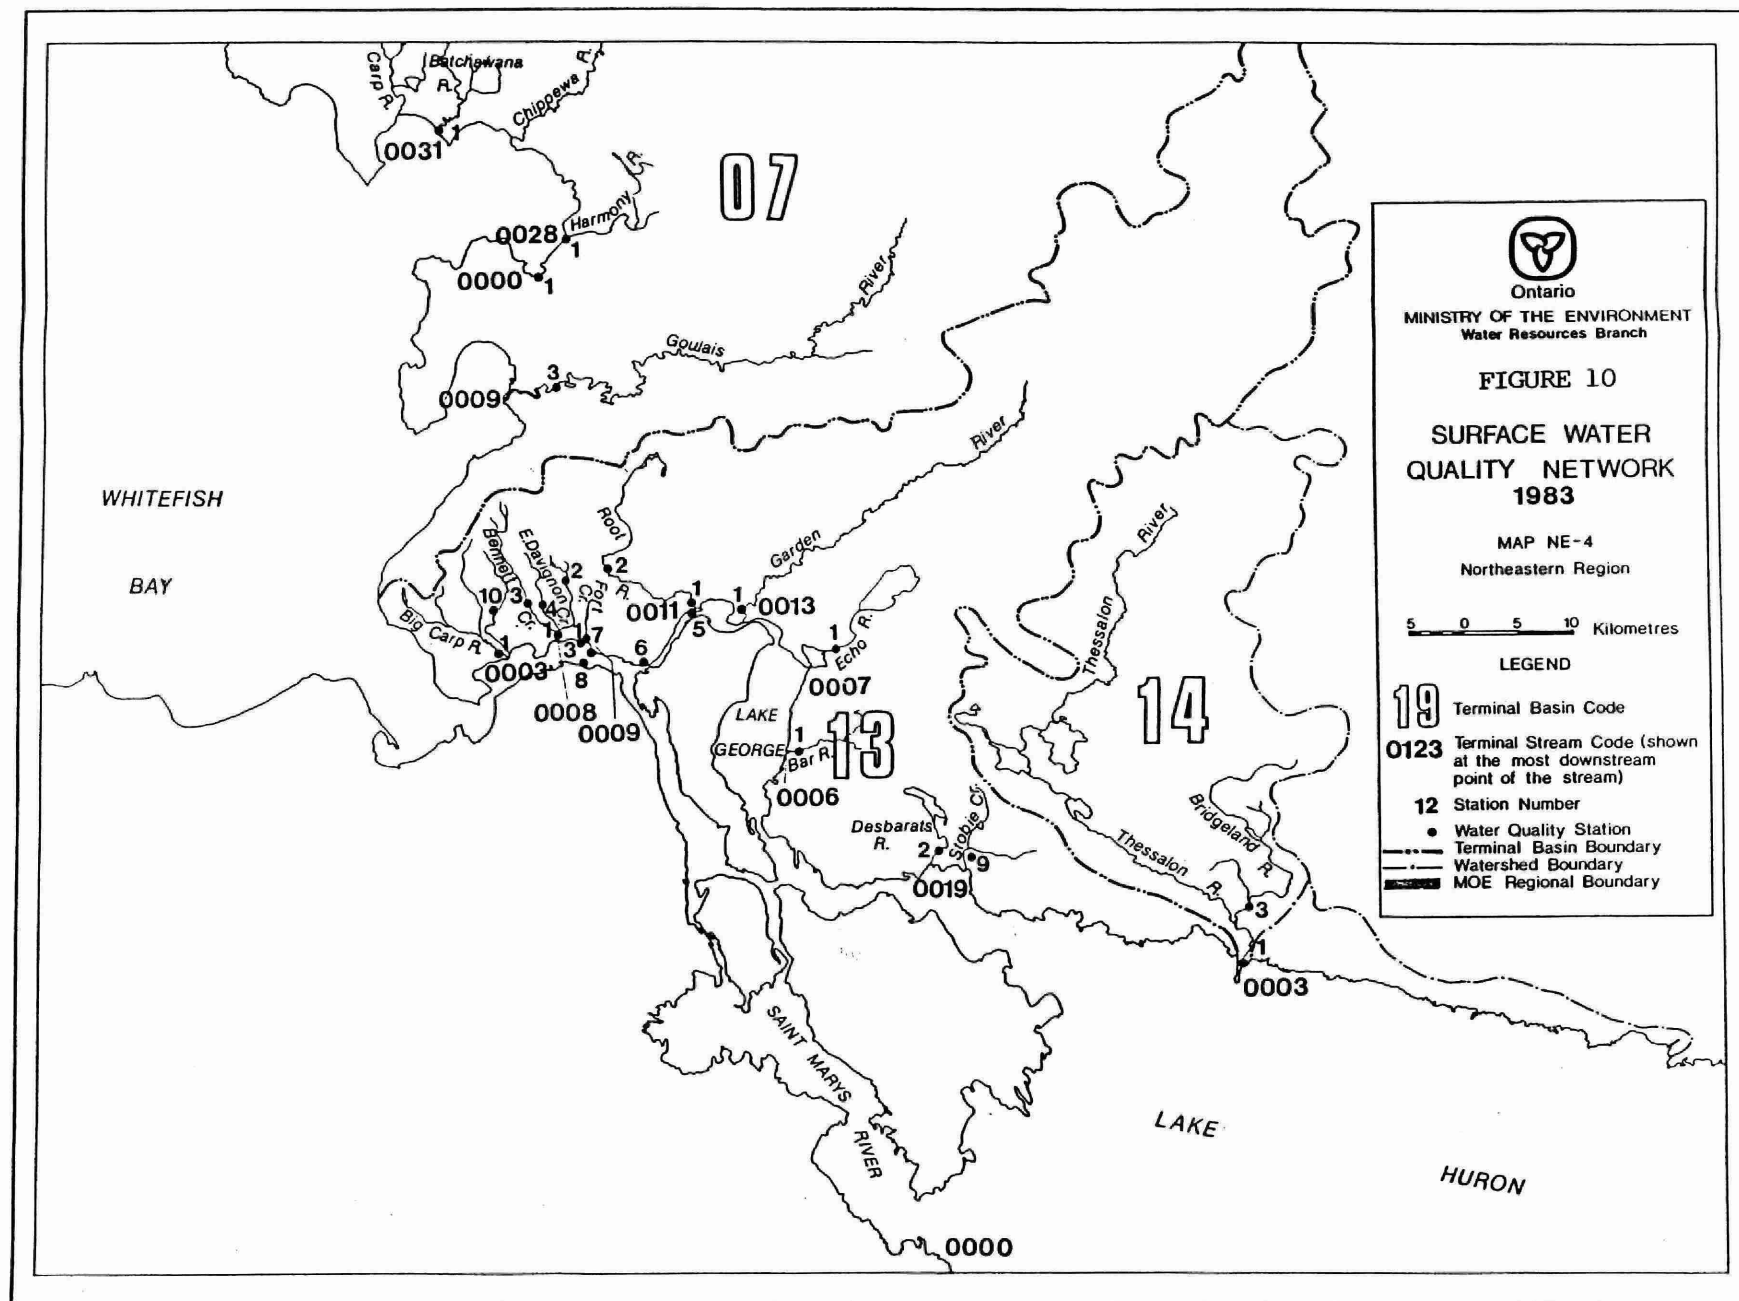 Carp R.
Batchawana
R.
Chippewa R.
1
0031
07
Harmony R.
0028
1
0000
1
River
Goulais
3
0009
River
Garden
WHITEFISH
BAY
Root
R.
Bennett
Cr.
E. Davignon Cr.
Fort
Cr.
2
2
10
3
4
Big Carp R.
1
0003
1
1
7
3
8
6
1
0011
5
1
0013
1
Echo R.
0007
0008
0009
LAKE
GEORGE
1
Bar R.
13
0006
River
Thessalon
14
Desbarats
R.
2
Stobie Cr.
9
0019
Thessalon
R.
Bridgeland
R.
3
1
0003
SAINT MARYS
RIVER
LAKE
HURON
0000
Ontario
MINISTRY OF THE ENVIRONMENT
Water Resources Branch
FIGURE 10
SURFACE WATER
QUALITY NETWORK
1983
MAP NE-4
Northeastern Region
5 0 5 10 Kilometres
LEGEND
19 Terminal Basin Code
0123 Terminal Stream Code (shown
at the most downstream
point of the stream)
12 Station Number
Water Quality Station
Terminal Basin Boundary
Watershed Boundary
MOE Regional Boundary